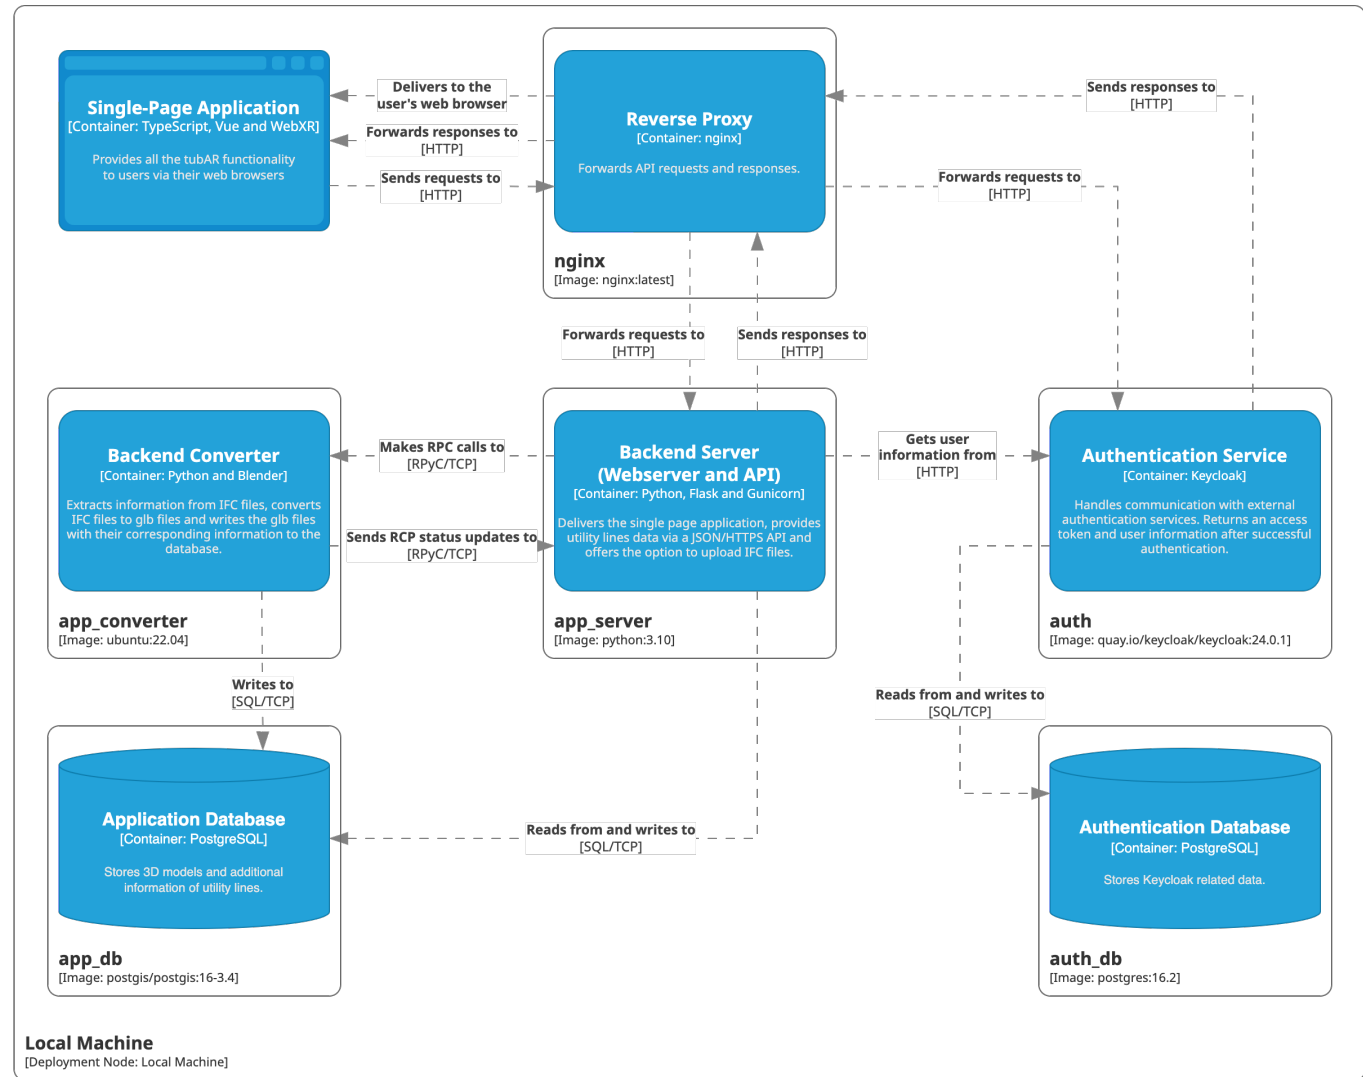 Single-Page Application
[Container: TypeScript, Vue and WebXR]
Provides all the tubAR functionality
to users via their web browsers
Delivers to the
user's web browser
Forwards responses to
[HTTP]
Sends requests to
[HTTP]
Reverse Proxy
[Container: nginx]
Forwards API requests and responses.
nginx
[Image: nginx:latest]
Sends responses to
[HTTP]
Forwards requests to
[HTTP]
Forwards requests to
[HTTP]
Sends responses to
[HTTP]
Backend Converter
[Container: Python and Blender]
Extracts information from IFC files, converts
IFC files to glb files and writes the glb files
with their corresponding information to the
database.
app_converter
[Image: ubuntu:22.04]
Makes RPC calls to
[RPyC/TCP]
Sends RCP status updates to
[RPyC/TCP]
Backend Server
(Webserver and API)
[Container: Python, Flask and Gunicorn]
Delivers the single page application, provides
utility lines data via a JSON/HTTPS API and
offers the option to upload IFC files.
app_server
[Image: python:3.10]
Gets user
information from
[HTTP]
Authentication Service
[Container: Keycloak]
Handles communication with external
authentication services. Returns an access
token and user information after successful
authentication.
auth
[Image: quay.io/keycloak/keycloak:24.0.1]
Writes to
[SQL/TCP]
Reads from and writes to
[SQL/TCP]
Application Database
[Container: PostgreSQL]
Stores 3D models and additional
information of utility lines.
app_db
[Image: postgis/postgis:16-3.4]
Reads from and writes to
[SQL/TCP]
Authentication Database
[Container: PostgreSQL]
Stores Keycloak related data.
auth_db
[Image: postgres:16.2]
Local Machine
[Deployment Node: Local Machine]